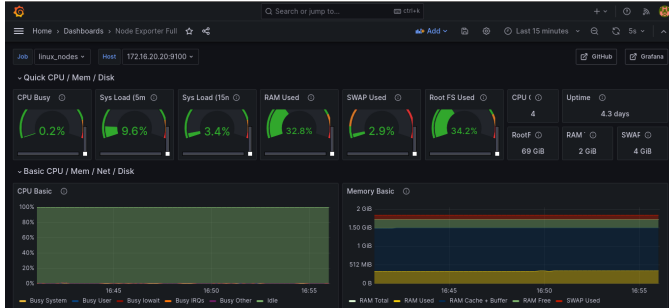 Search or jump to... ctrl+k
Home > Dashboards > Node Exporter Full
Add
Last 15 minutes
5s
Job linux_nodes Host 172.16.20.20:9100
GitHub Grafana
Quick CPU / Mem / Disk
CPU Busy Sys Load (5m Sys Load (15n RAM Used SWAP Used Root FS Used CPU ( Uptime
4 4.3 days
0.2% 9.6% 3.4% 32.8% 2.9% 34.2%
RootF RAM SWAF
69 GiB 2 GiB 4 GiB
Basic CPU / Mem / Net / Disk
CPU Basic Memory Basic
100%
80%
60%
40%
20%
0%
16:45 16:50 16:55
Busy System Busy User Busy Iowait Busy IRQs Busy Other Idle
2 GiB
1.50 GiB
1 GiB
512 MiB
0 B
16:45 16:50 16:55
RAM Total RAM Used RAM Cache + Buffer RAM Free SWAP Used